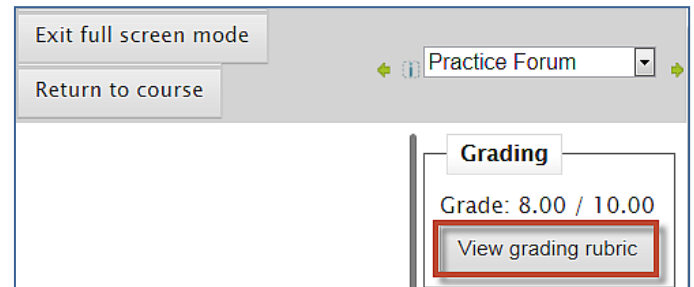 Exit full screen mode
Practice Forum
Return to course
Grading
Grade: 8.00 / 10.00
View grading rubric